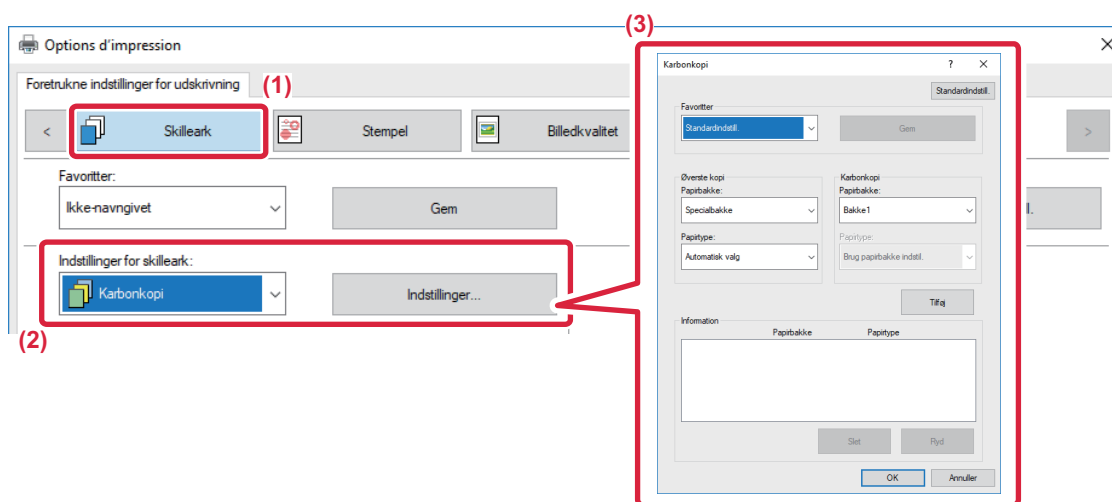 Options d'impression
Foretrukne indstillinger for udskrivning
(1)
< Skilleark Stempel Billedkvalitet >
Favoritter:
Ikke-navngivet Gem l.
Indstillinger for skilleark:
Karbonkopi Indstillinger...
(2)
(3)
Karbonkopi ? ×
Standardindstill.
Favoritter
Standardindstill. Gem
Øverste kopi Karbonkopi
Papirbakke: Papirbakke:
Specialbakke Bakke1
Papirtype: Papirtype:
Automatisk valg Brug papirbakke indstil.
Tilføj
Information
Papirbakke Papirtype
Slet Ryd
OK Annuller